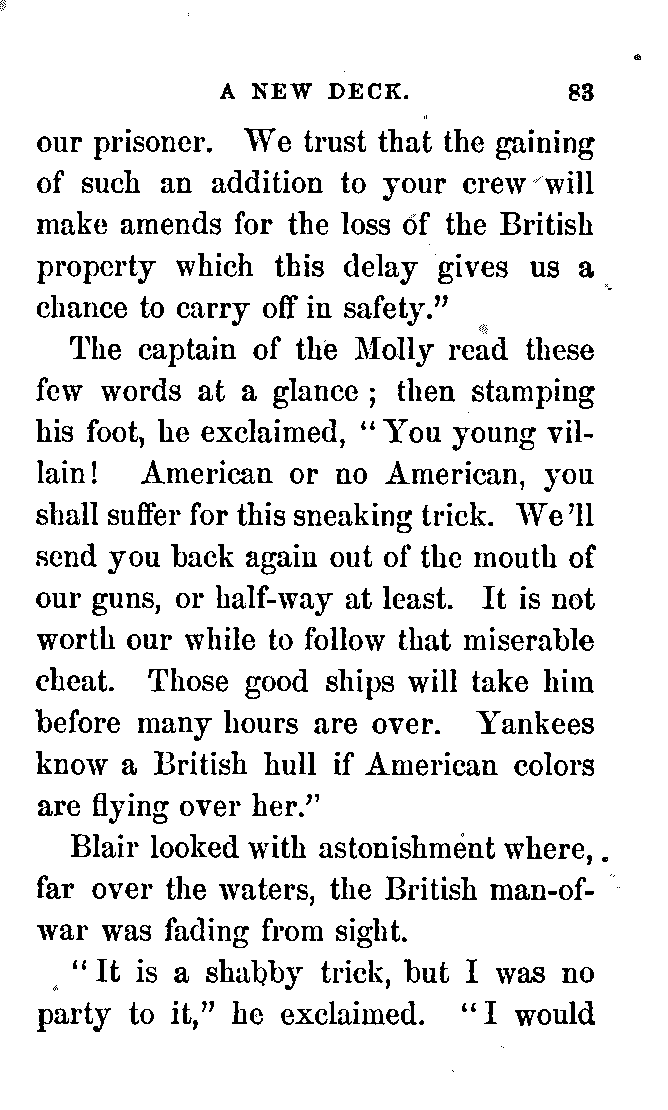 A NEW DECK. 83
our prisoner. We trust that the gaining
of such an addition to your crew will
make amends for the loss of the British
property which this delay gives us a
chance to carry off in safety."
The captain of the Molly read these
few words at a glance ; then stamping
his foot, he exclaimed, "You young vil-
lain! American or no American, you
shall suffer for this sneaking trick. We'll
send you back again out of the mouth of
our guns, or half-way at least. It is not
worth our while to follow that miserable
cheat. Those good ships will take him
before many hours are over. Yankees
know a British hull if American colors
are flying over her."
Blair looked with astonishment where,
far over the waters, the British man-of-
war was fading from sight.
"It is a shabby trick, but I was no
party to it," he exclaimed. "I would